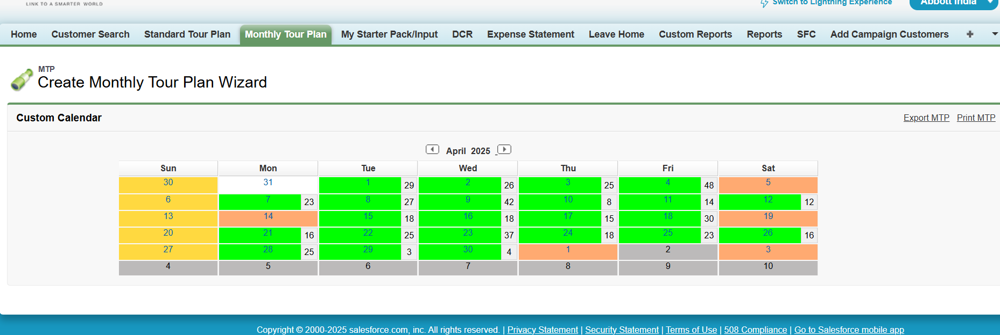 LINK TO A SMARTER WORLD
Switch to Lightning Experience
Abbott India
Home Customer Search Standard Tour Plan Monthly Tour Plan My Starter Pack/Input DCR Expense Statement Leave Home Custom Reports Reports SFC Add Campaign Customers +
MTP
Create Monthly Tour Plan Wizard
Custom Calendar
Export MTP Print MTP
April 2025
Sun Mon Tue Wed Thu Fri Sat
30 31 1 29 2 26 3 25 4 48 5
6 7 23 8 27 9 42 10 8 11 14 12 12
13 14 15 18 16 18 17 15 18 30 19
20 21 16 22 25 23 37 24 18 25 23 26 16
27 28 25 29 3 30 4 1 2 3
4 5 6 7 8 9 10
Copyright © 2000-2025 salesforce.com, inc. All rights reserved. | Privacy Statement | Security Statement | Terms of Use | 508 Compliance | Go to Salesforce mobile app